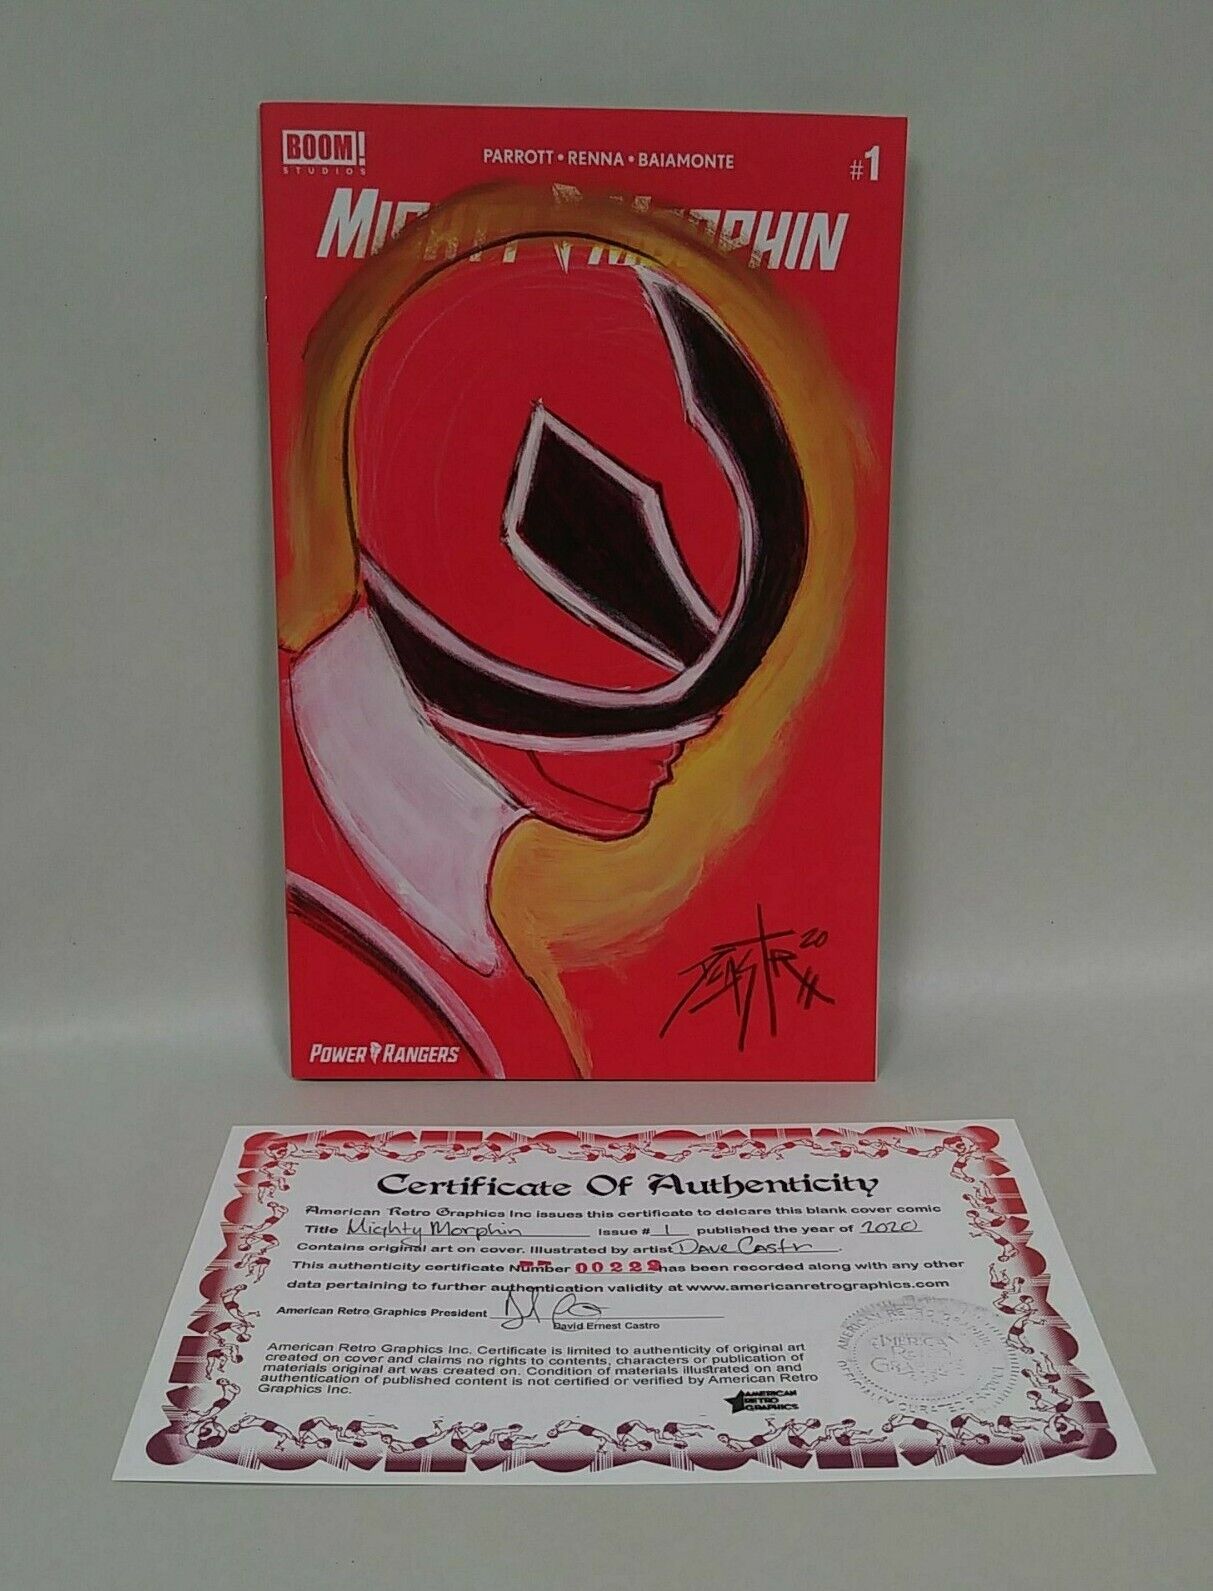 BOOM!
STUDIOS
PARROTT • RENNA • BAIAMONTE
#1
MIGHTY MORPHIN
20
POWER RANGERS
Certificate Of Authenticity
American Retro Graphics Inc issues this certificate to delcare this blank cover comic
Title Mighty Morphin Issue # 1 published the year of 2020
Contains original art on cover. Illustrated by artist Dave Castr
This authenticity certificate Number 00229 has been recorded along with any other
data pertaining to further authentication validity at www.americanretrographics.com
American Retro Graphics President
David Ernest Castro
American Retro Graphics Inc. Certificate is limited to authenticity of original art
created on cover and claims no rights to contents, characters or publication of
materials original art was created on. Condition of materials illustrated on and
authentication of published content is not certified or verified by American Retro
Graphics Inc.
AMERICAN
RETRO
GRAPHICS